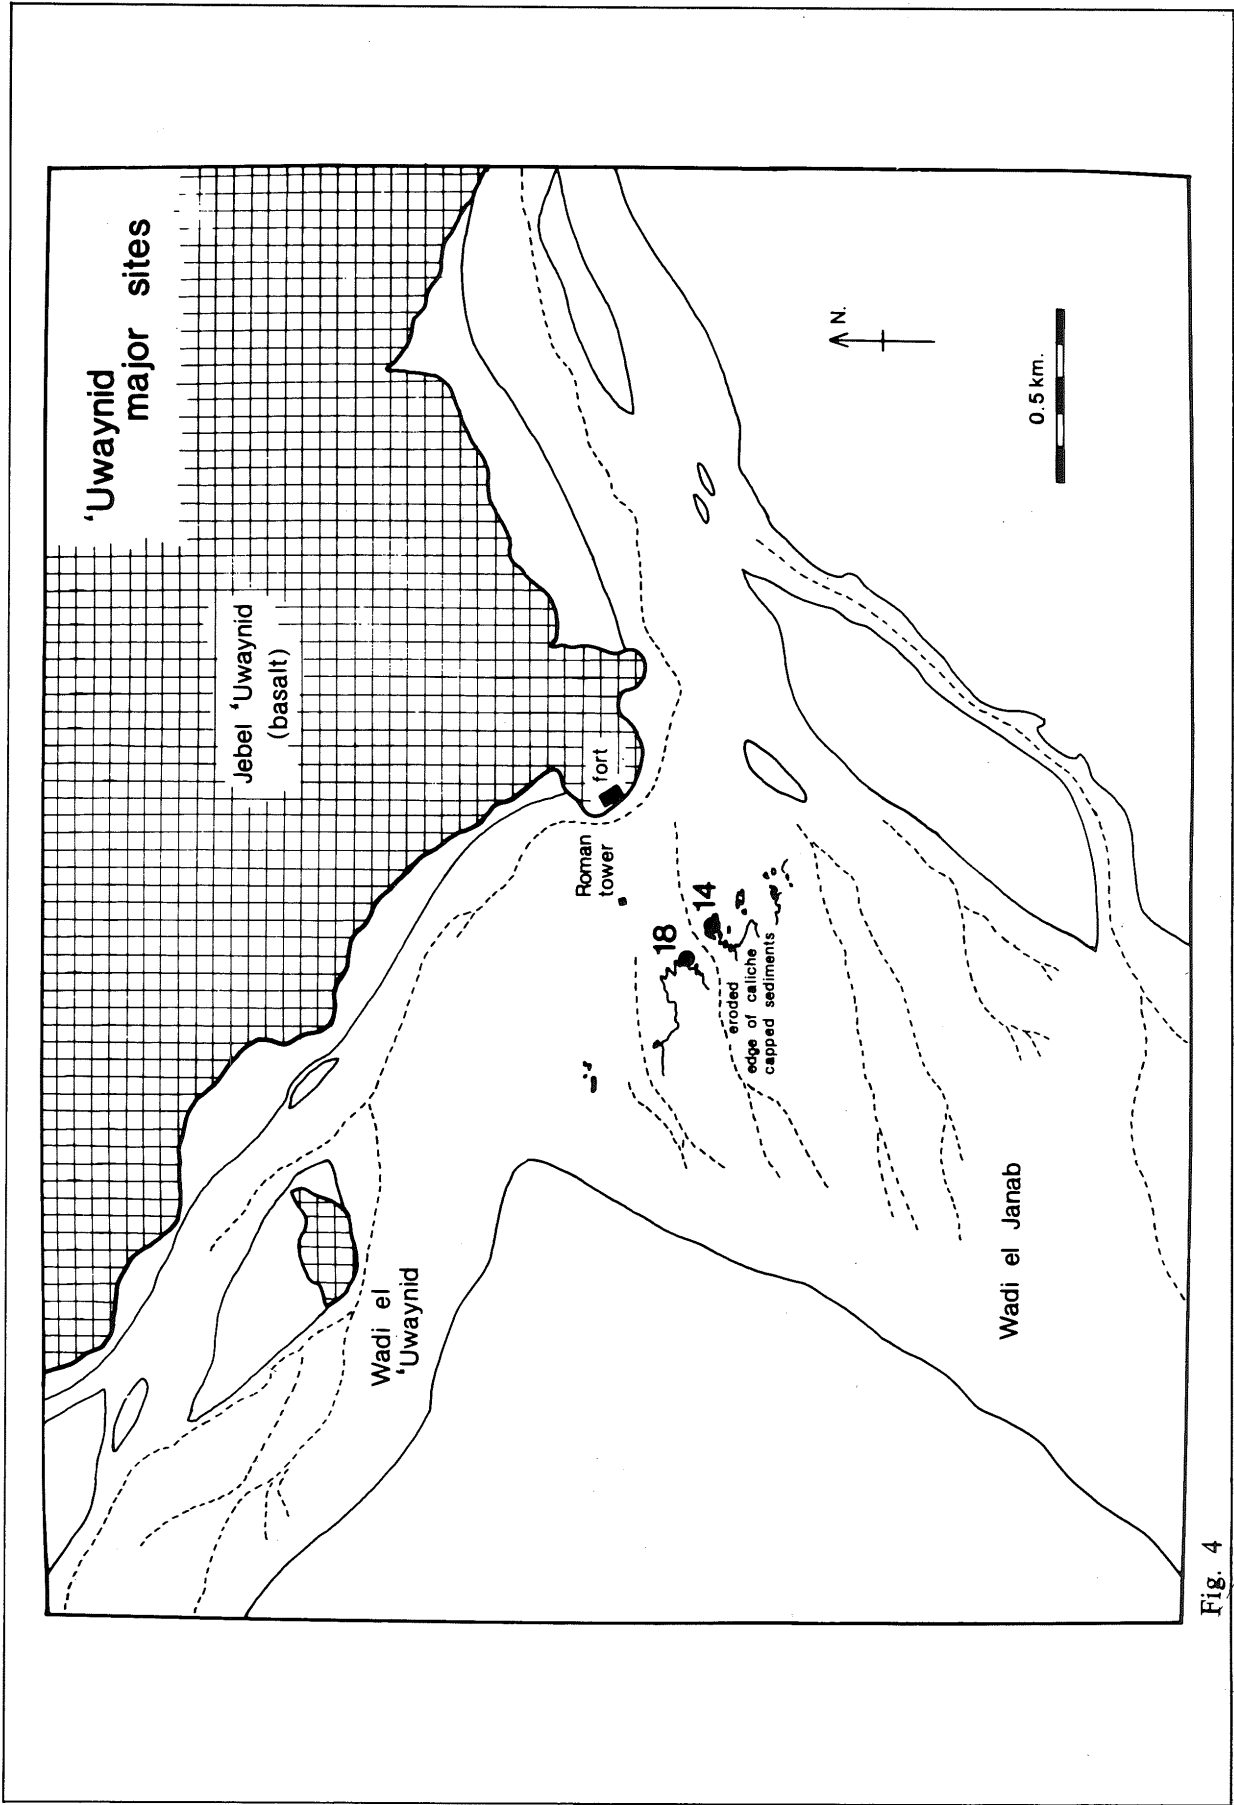 ‘Uwaynid
major sites
Jebel ‘Uwaynid
(basalt)
fort
Roman
tower
18
14
eroded
edge of caliche
capped sediments
Wadi el
‘Uwaynid
Wadi el Janab
N.
0.5 km.
Fig. 4